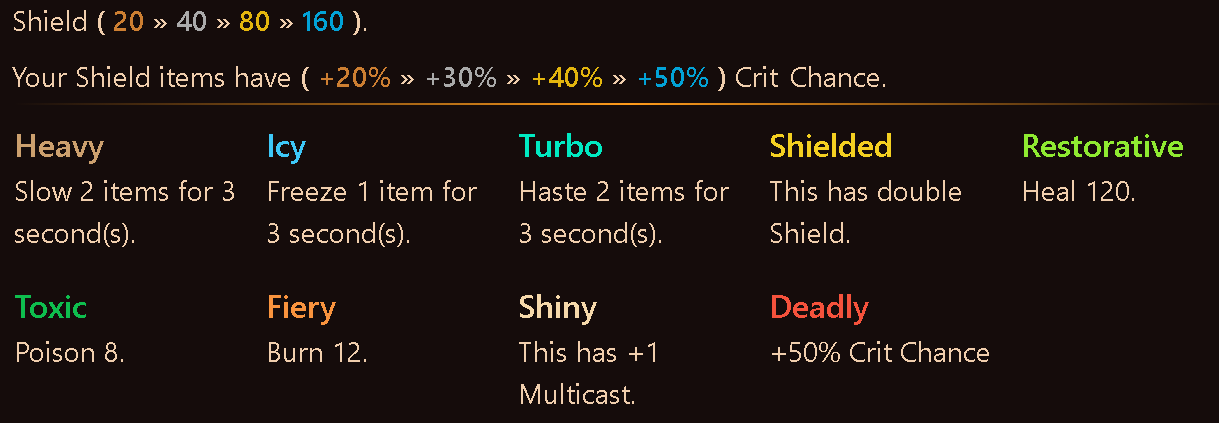 Shield ( 20 » 40 » 80 » 160 ).
Your Shield items have ( +20% » +30% » +40% » +50% ) Crit Chance.
Heavy
Slow 2 items for 3
second(s).
Icy
Freeze 1 item for
3 second(s).
Turbo
Haste 2 items for
3 second(s).
Shielded
This has double
Shield.
Restorative
Heal 120.
Toxic
Poison 8.
Fiery
Burn 12.
Shiny
This has +1
Multicast.
Deadly
+50% Crit Chance